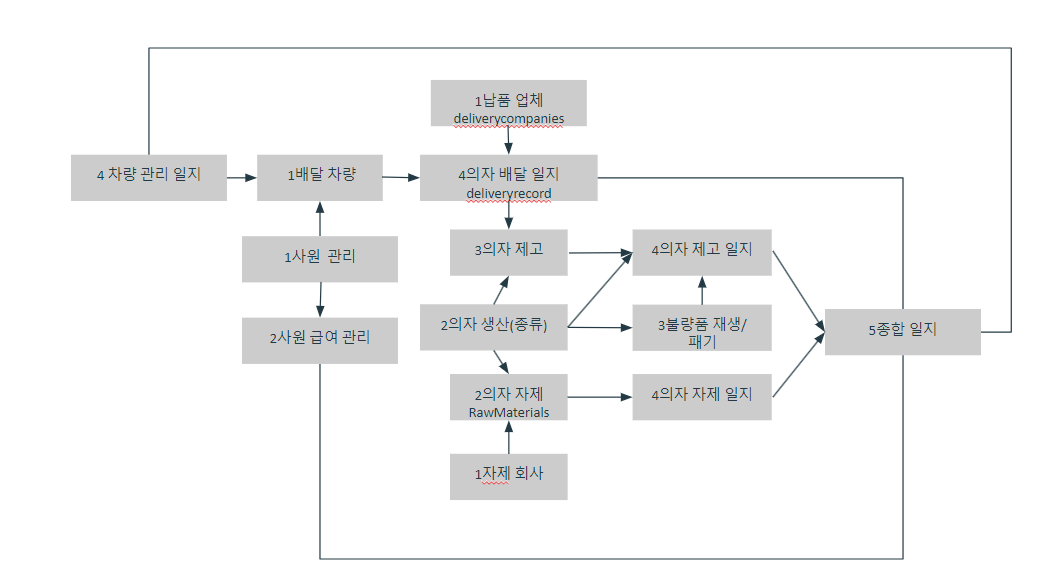 1납품 업체
deliverycompanies
4 차량 관리 일지
1배달 차량
4의자 배달 일지
deliveryrecord
1사원 관리
3의자 제고
4의자 제고 일지
2사원 급여 관리
2의자 생산(종류)
3불량품 재생/
패기
5종합 일지
2의자 자제
RawMaterials
4의자 자제 일지
1자제 회사